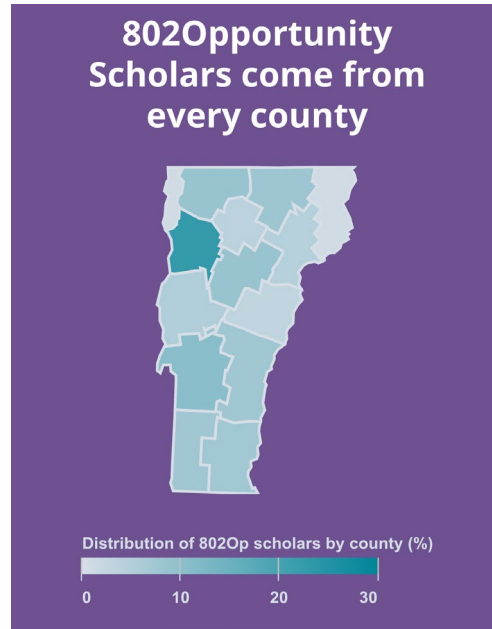 802Opportunity
Scholars come from
every county
Distribution of 802Op scholars by county (%)
0 10 20 30